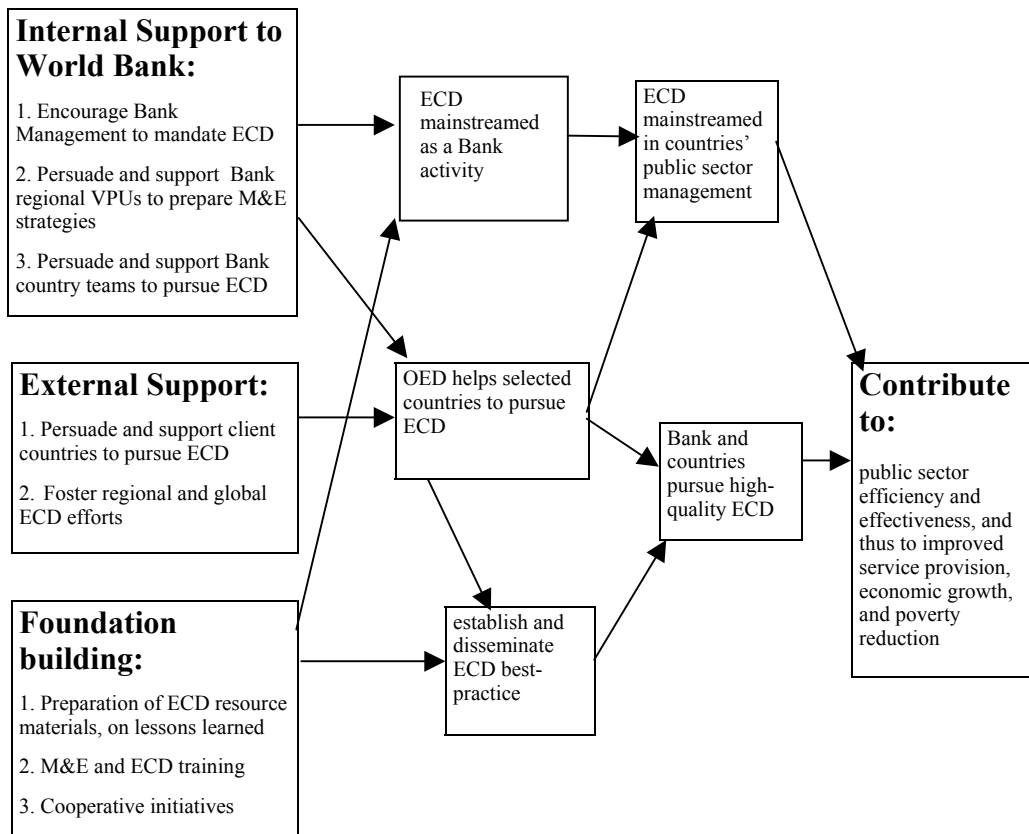 Internal Support to
World Bank:
1. Encourage Bank
Management to mandate ECD
2. Persuade and support Bank
regional VPUs to prepare M&E
strategies
3. Persuade and support Bank
country teams to pursue ECD
External Support:
1. Persuade and support client
countries to pursue ECD
2. Foster regional and global
ECD efforts
Foundation
building:
1. Preparation of ECD resource
materials, on lessons learned
2. M&E and ECD training
3. Cooperative initiatives
ECD
mainstreamed
as a Bank
activity
OED helps selected
countries to pursue
ECD
establish and
disseminate
ECD best-
practice
ECD
mainstreamed
in countries’
public sector
management
Bank and
countries
pursue high-
quality ECD
Contribute
to:
public sector
efficiency and
effectiveness, and
thus to improved
service provision,
economic growth,
and poverty
reduction